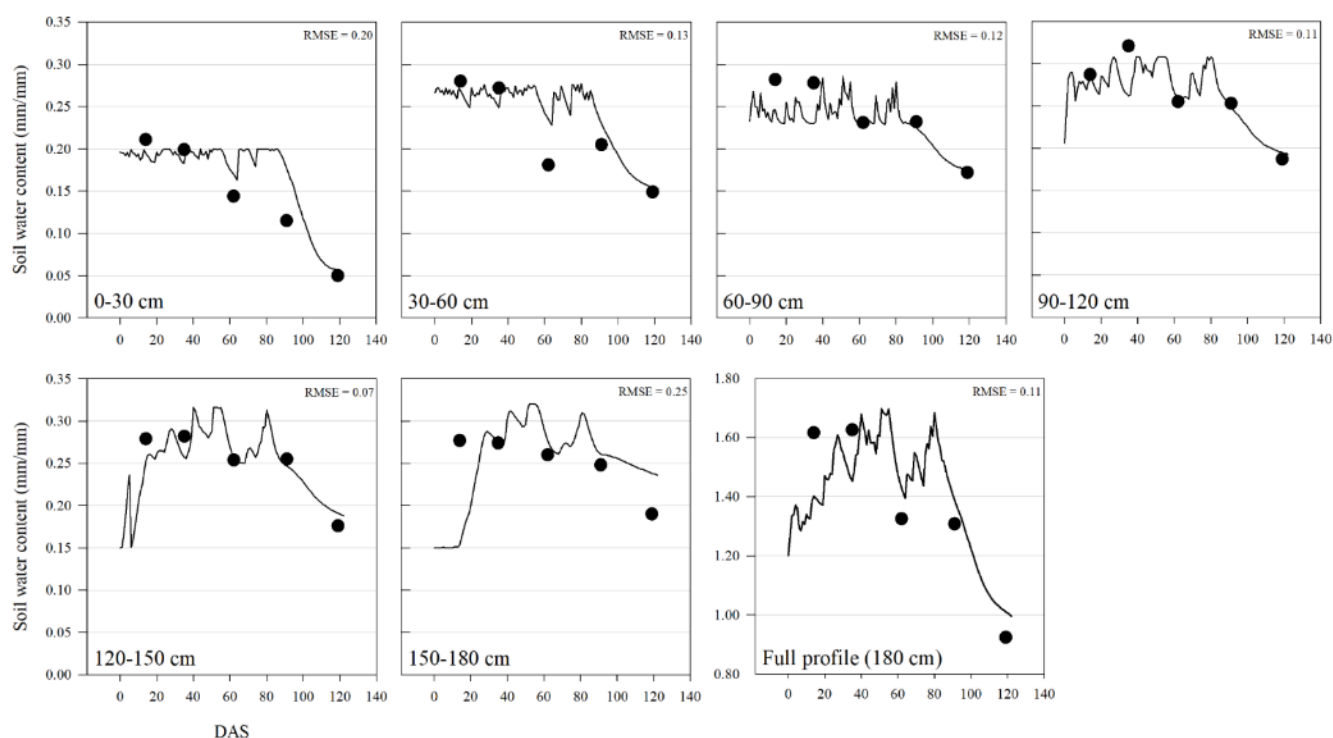 RMSE = 0.20
RMSE = 0.13
RMSE = 0.12
RMSE = 0.11
0.35
0.30
0.25
0.20
0.15
0.10
0.05
0.00
Soil water content (mm/mm)
0-30 cm
30-60 cm
60-90 cm
90-120 cm
0 20 40 60 80 100 120 140
0 20 40 60 80 100 120 140
0 20 40 60 80 100 120 140
0 20 40 60 80 100 120 140
RMSE = 0.07
RMSE = 0.25
RMSE = 0.11
0.35
0.30
0.25
0.20
0.15
0.10
0.05
0.00
1.80
1.60
1.40
1.20
1.00
0.80
Soil water content (mm/mm)
120-150 cm
150-180 cm
Full profile (180 cm)
0 20 40 60 80 100 120 140
0 20 40 60 80 100 120 140
0 20 40 60 80 100 120 140
DAS